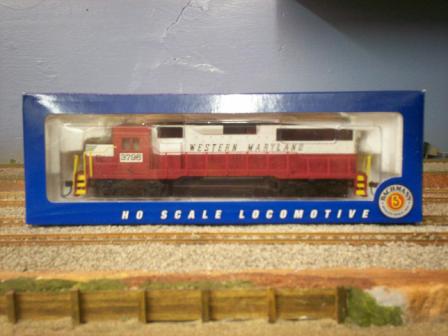 WESTERN MARYLAND
3796
HO SCALE LOCOMOTIVE
BACHMANN
B